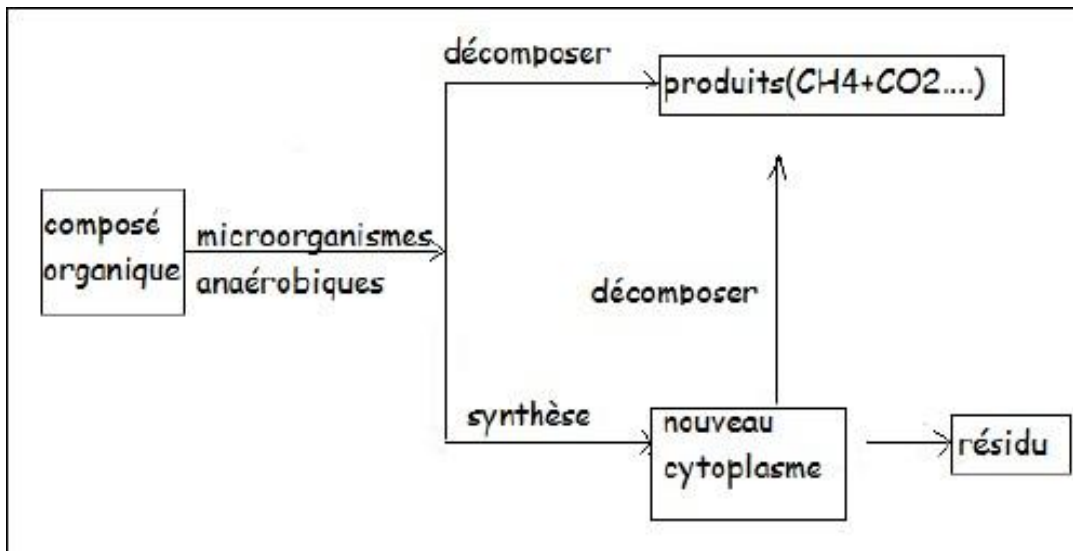 décomposer
produits(CH4+CO2....)
composé
organique
microorganismes
anaérobiques
décomposer
synthèse
nouveau
cytoplasme
résidu